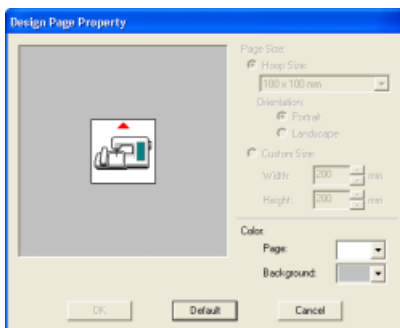 Design Page Property
Page Size:
Hoop Size:
100 x 100 mm
Orientation:
Portrait
Landscape
Custom Size:
Width: 200 mm
Height: 200 mm
Color:
Page:
Background:
OK Default Cancel